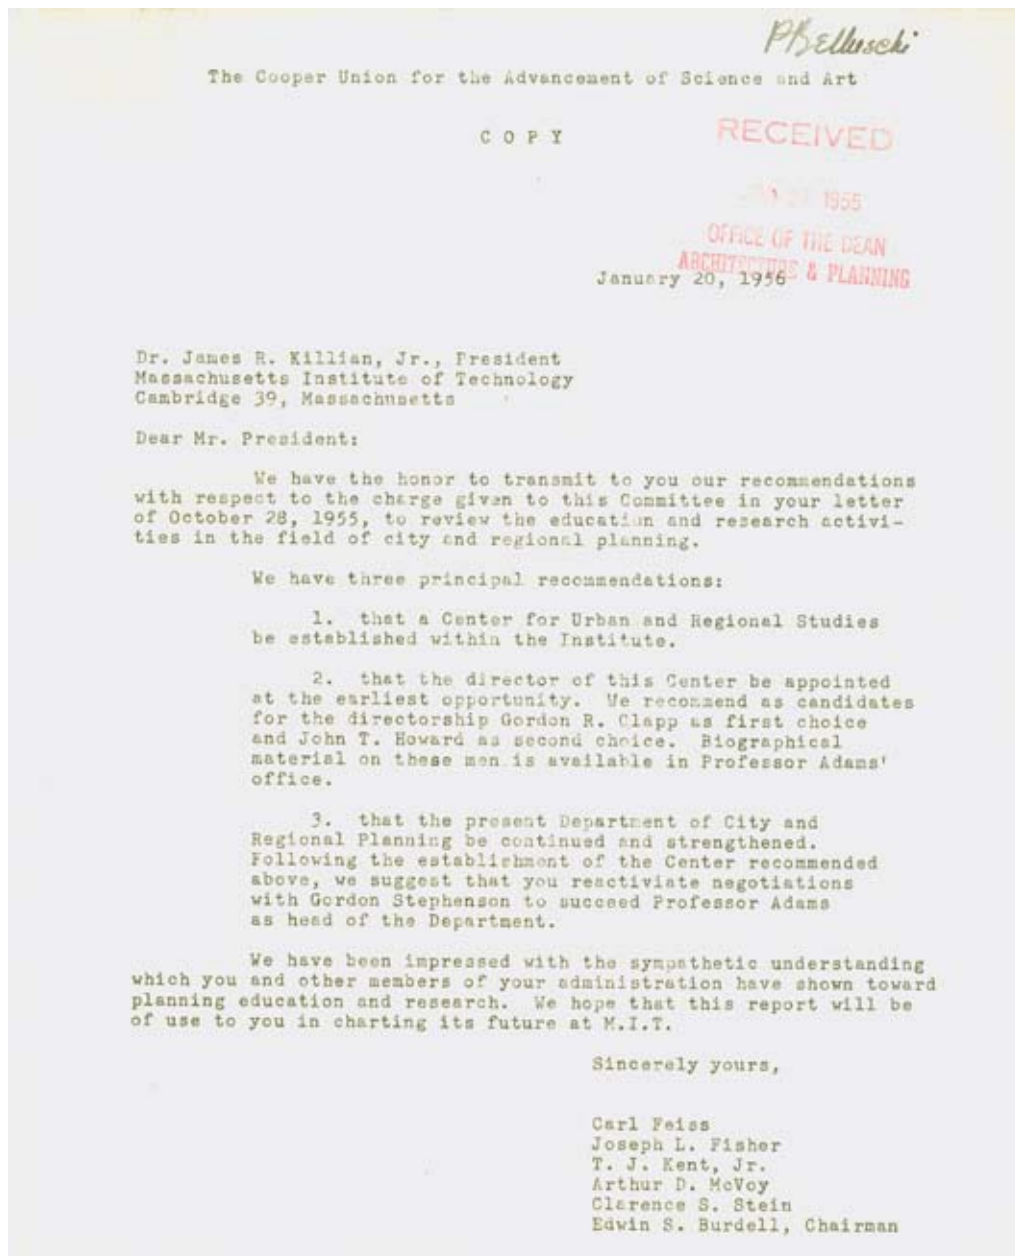 PBelluschi
The Cooper Union for the Advancement of Science and Art
C O P Y
RECEIVED
1955
OFFICE OF THE DEAN
ARCHITECTURE & PLANNING
January 20, 1956
Dr. James R. Killian, Jr., President
Massachusetts Institute of Technology
Cambridge 39, Massachusetts
Dear Mr. President:
We have the honor to transmit to you our recommendations
with respect to the charge given to this Committee in your letter
of October 28, 1955, to review the education and research activi-
ties in the field of city and regional planning.
We have three principal recommendations:
1. that a Center for Urban and Regional Studies
be established within the Institute.
2. that the director of this Center be appointed
at the earliest opportunity. We recommend as candidates
for the directorship Gordon R. Clapp as first choice
and John T. Howard as second choice. Biographical
material on these men is available in Professor Adams'
office.
3. that the present Department of City and
Regional Planning be continued and strengthened.
Following the establishment of the Center recommended
above, we suggest that you reactiviate negotiations
with Gordon Stephenson to succeed Professor Adams
as head of the Department.
We have been impressed with the sympathetic understanding
which you and other members of your administration have shown toward
planning education and research. We hope that this report will be
of use to you in charting its future at M.I.T.
Sincerely yours,
Carl Feiss
Joseph L. Fisher
T. J. Kent, Jr.
Arthur D. McVoy
Clarence S. Stein
Edwin S. Burdell, Chairman